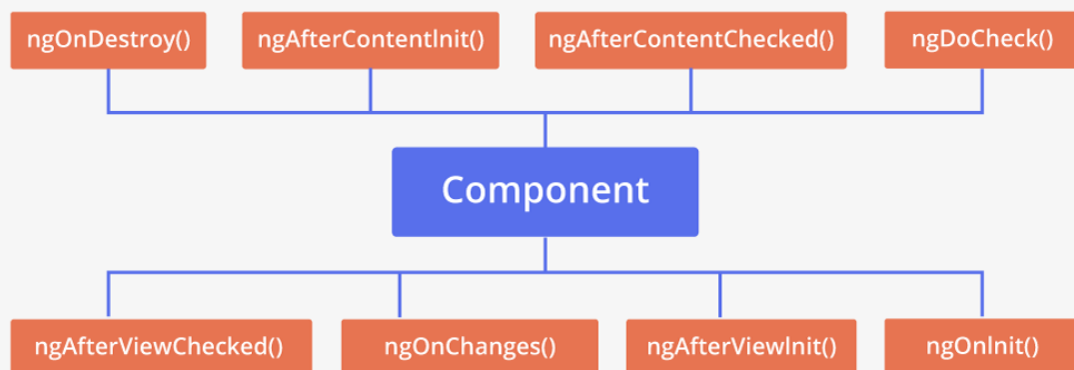 ngOnDestroy()
ngAfterContentInit()
ngAfterContentChecked()
ngDoCheck()
Component
ngAfterViewChecked()
ngOnChanges()
ngAfterViewInit()
ngOnInit()